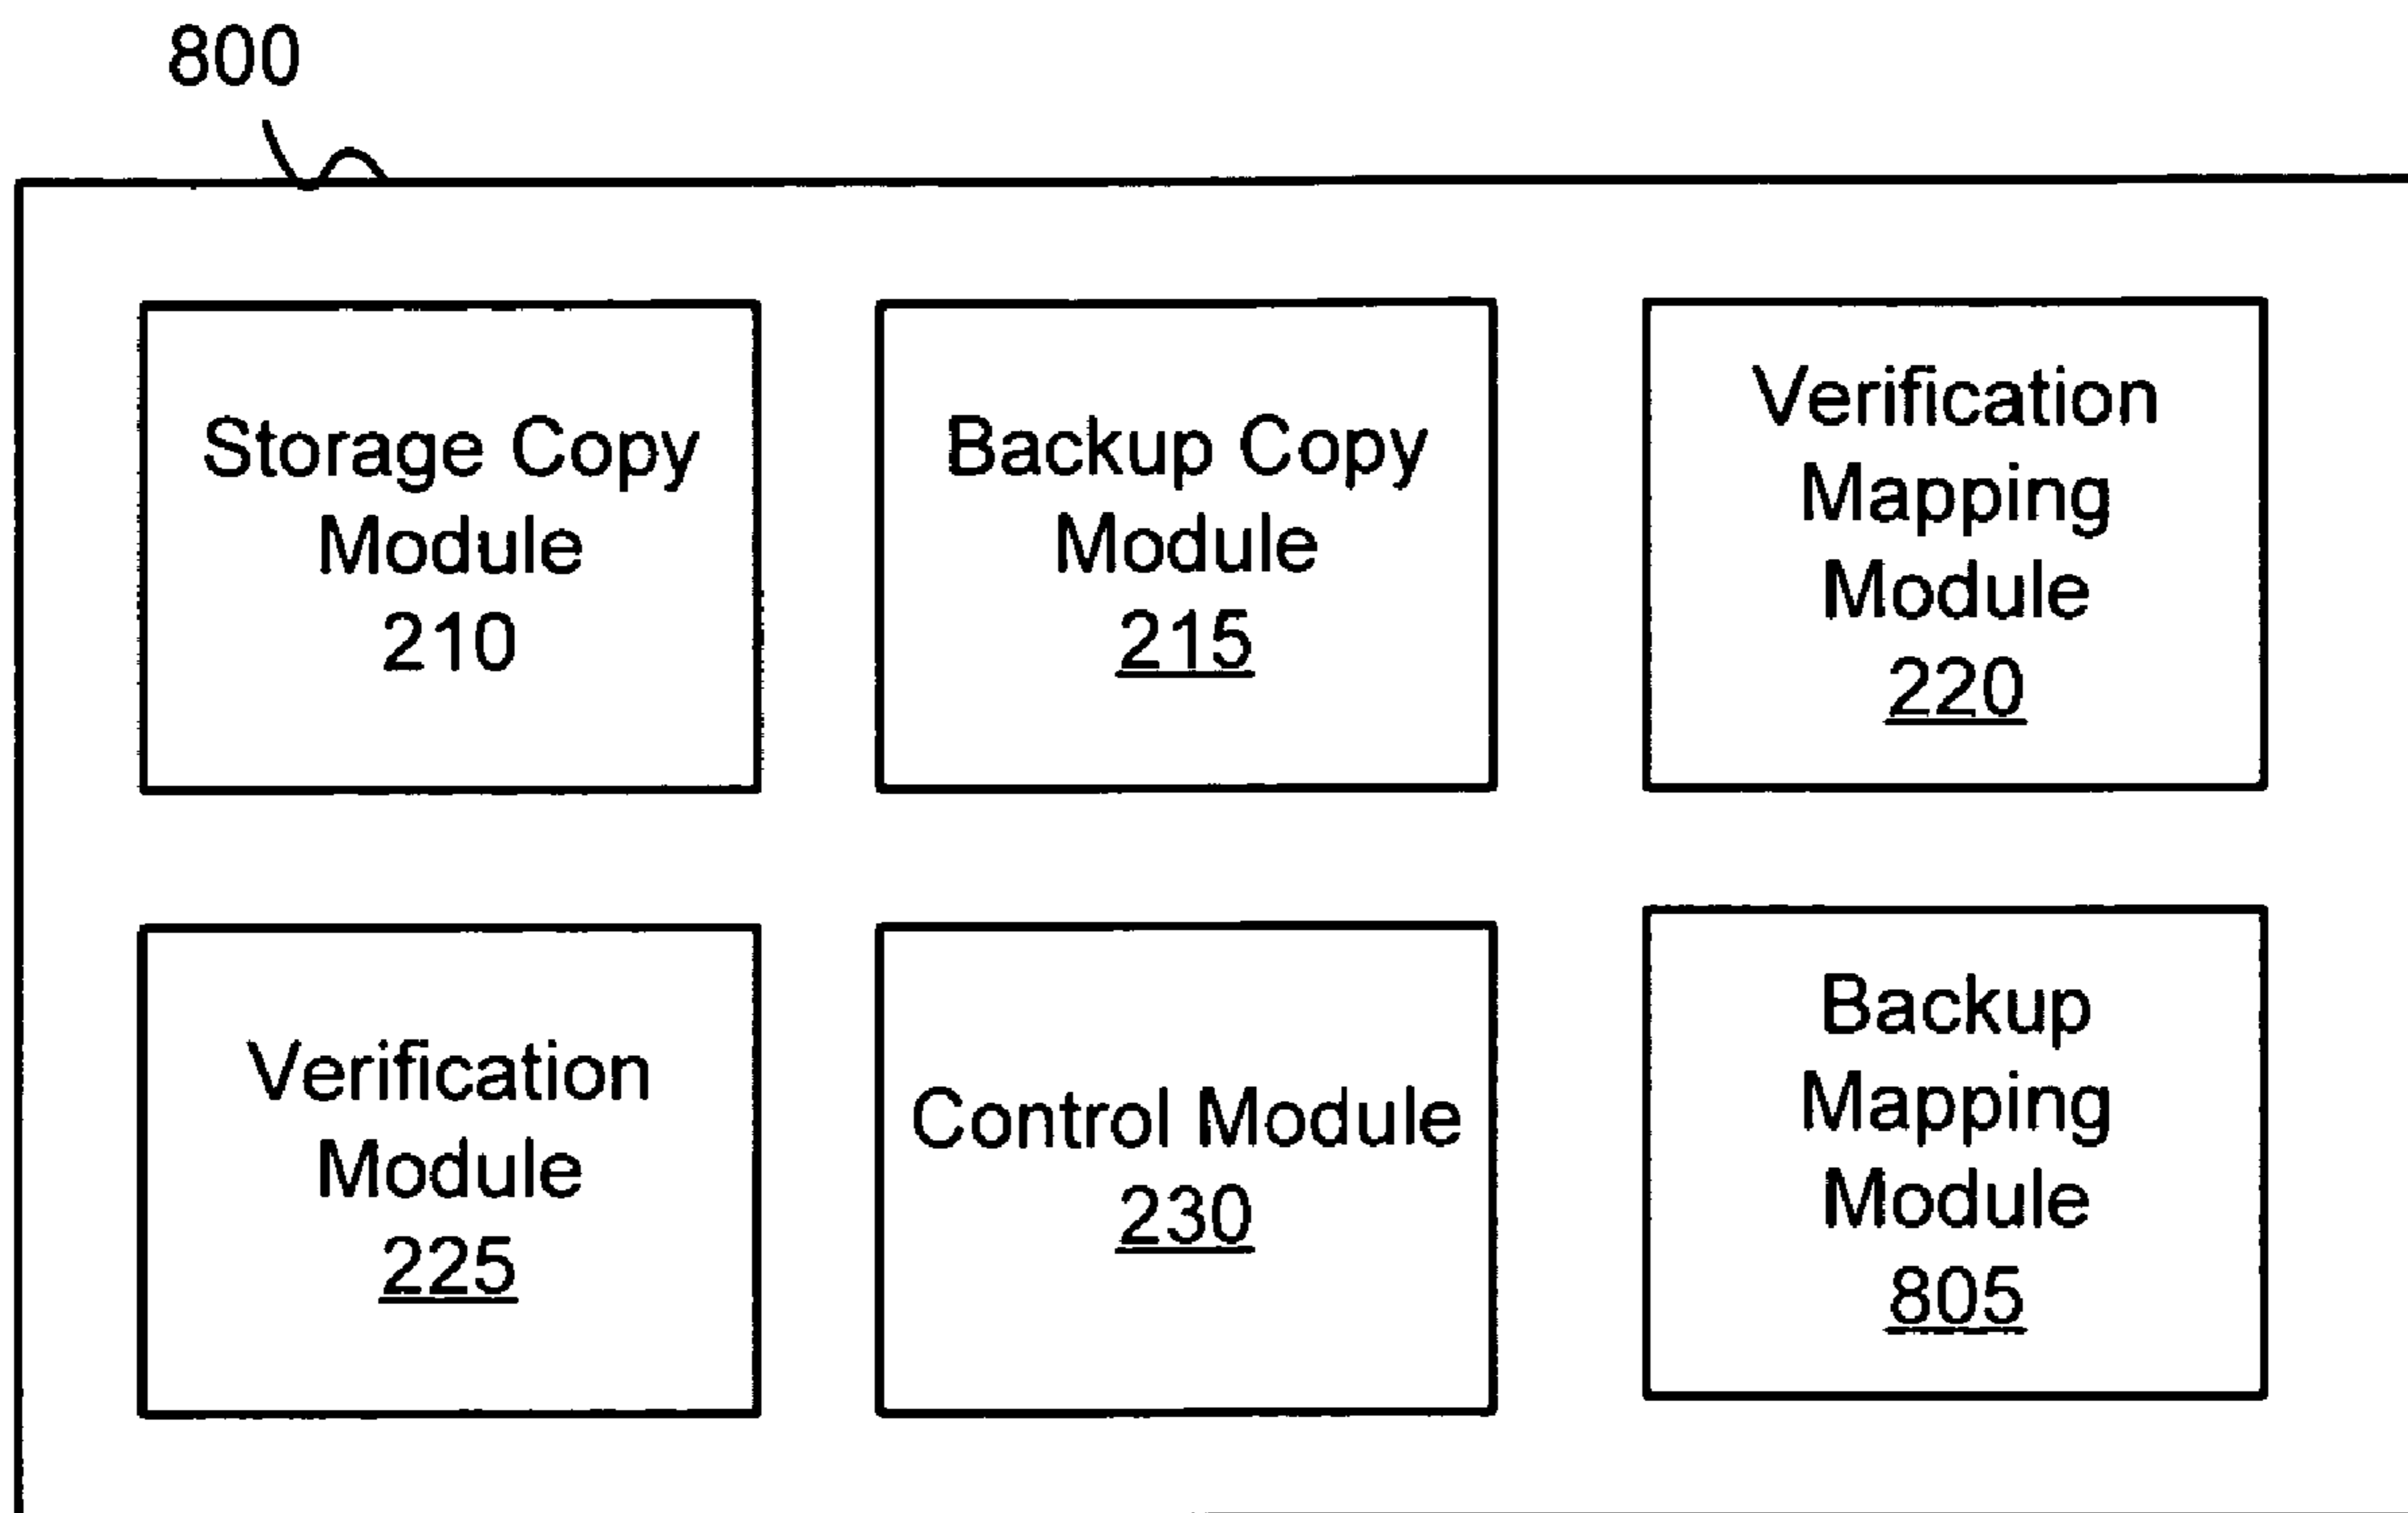 800
Storage Copy
Module
210
Backup Copy
Module
215
Verification
Mapping
Module
220
Verification
Module
225
Control Module
230
Backup
Mapping
Module
805